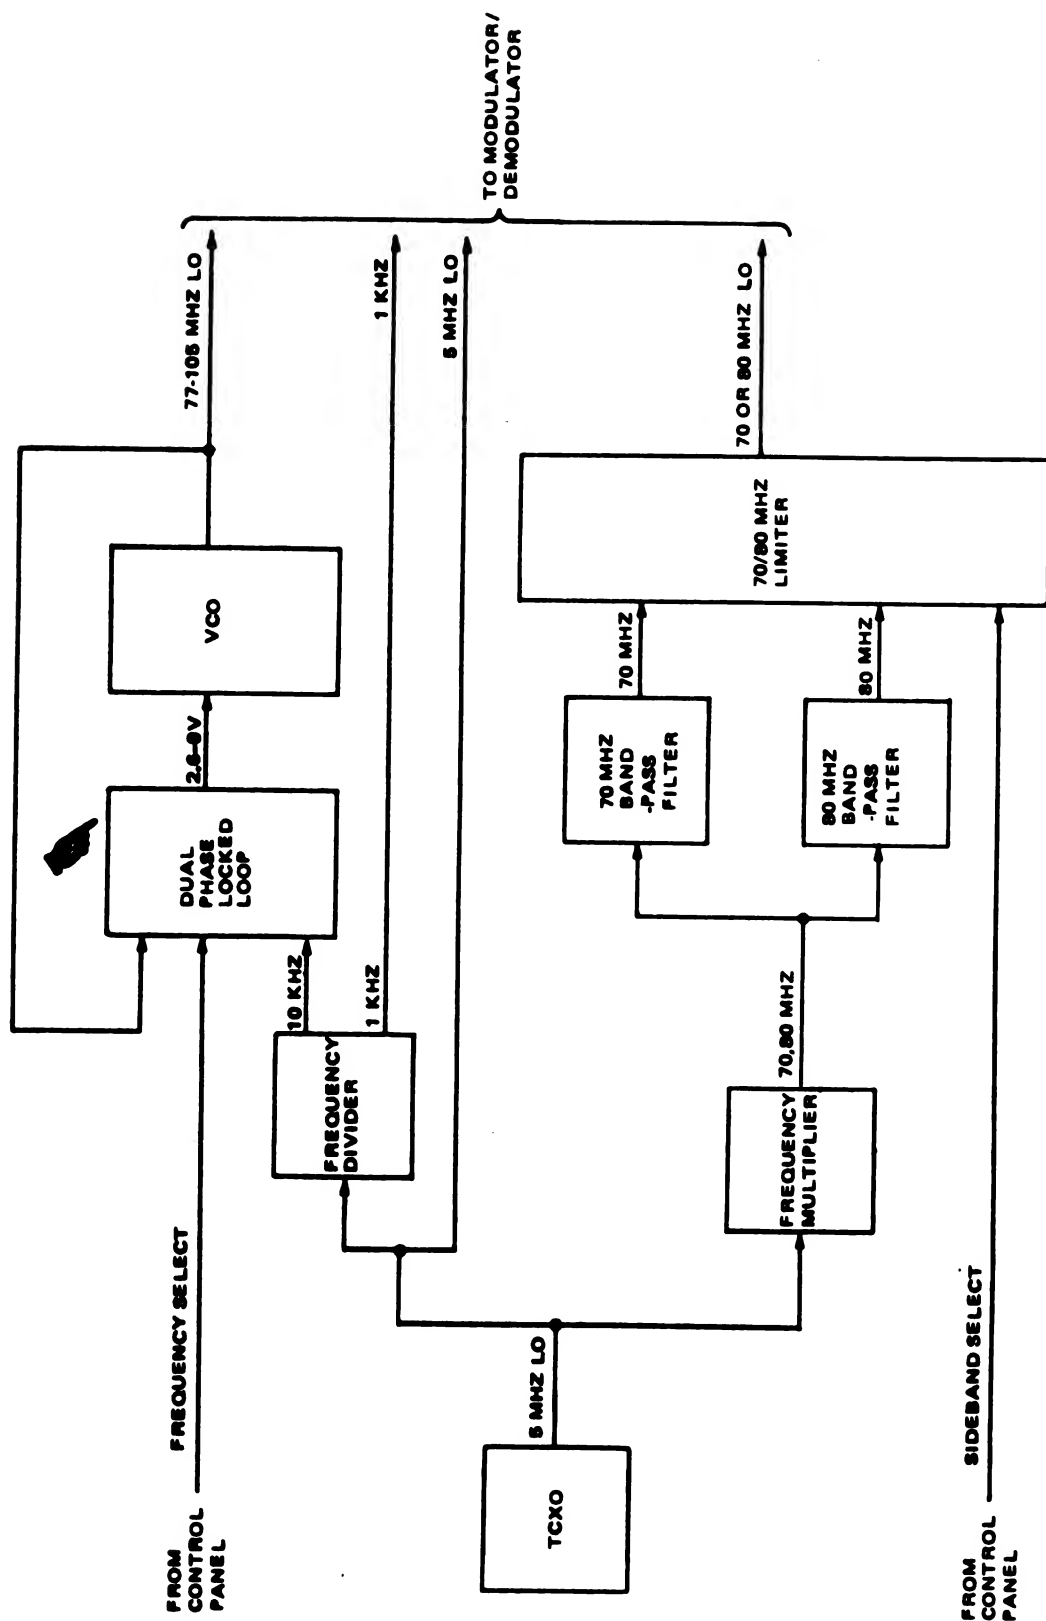 FROM
CONTROL
PANEL
FREQUENCY SELECT
DUAL
PHASE
LOCKED
LOOP
2.6-9V
VCO
77-105 MHZ LO
TO MODULATOR/
DEMODULATOR
10 KHZ
1 KHZ
1 KHZ
FREQUENCY
DIVIDER
5 MHZ LO
TCXO
5 MHZ LO
FREQUENCY
MULTIPLIER
70,80 MHZ
70 MHZ
BAND
-PASS
FILTER
70 MHZ
80 MHZ
BAND
-PASS
FILTER
80 MHZ
70/80 MHZ
LIMITER
70 OR 80 MHZ LO
FROM
CONTROL
PANEL
SIDEBAND SELECT